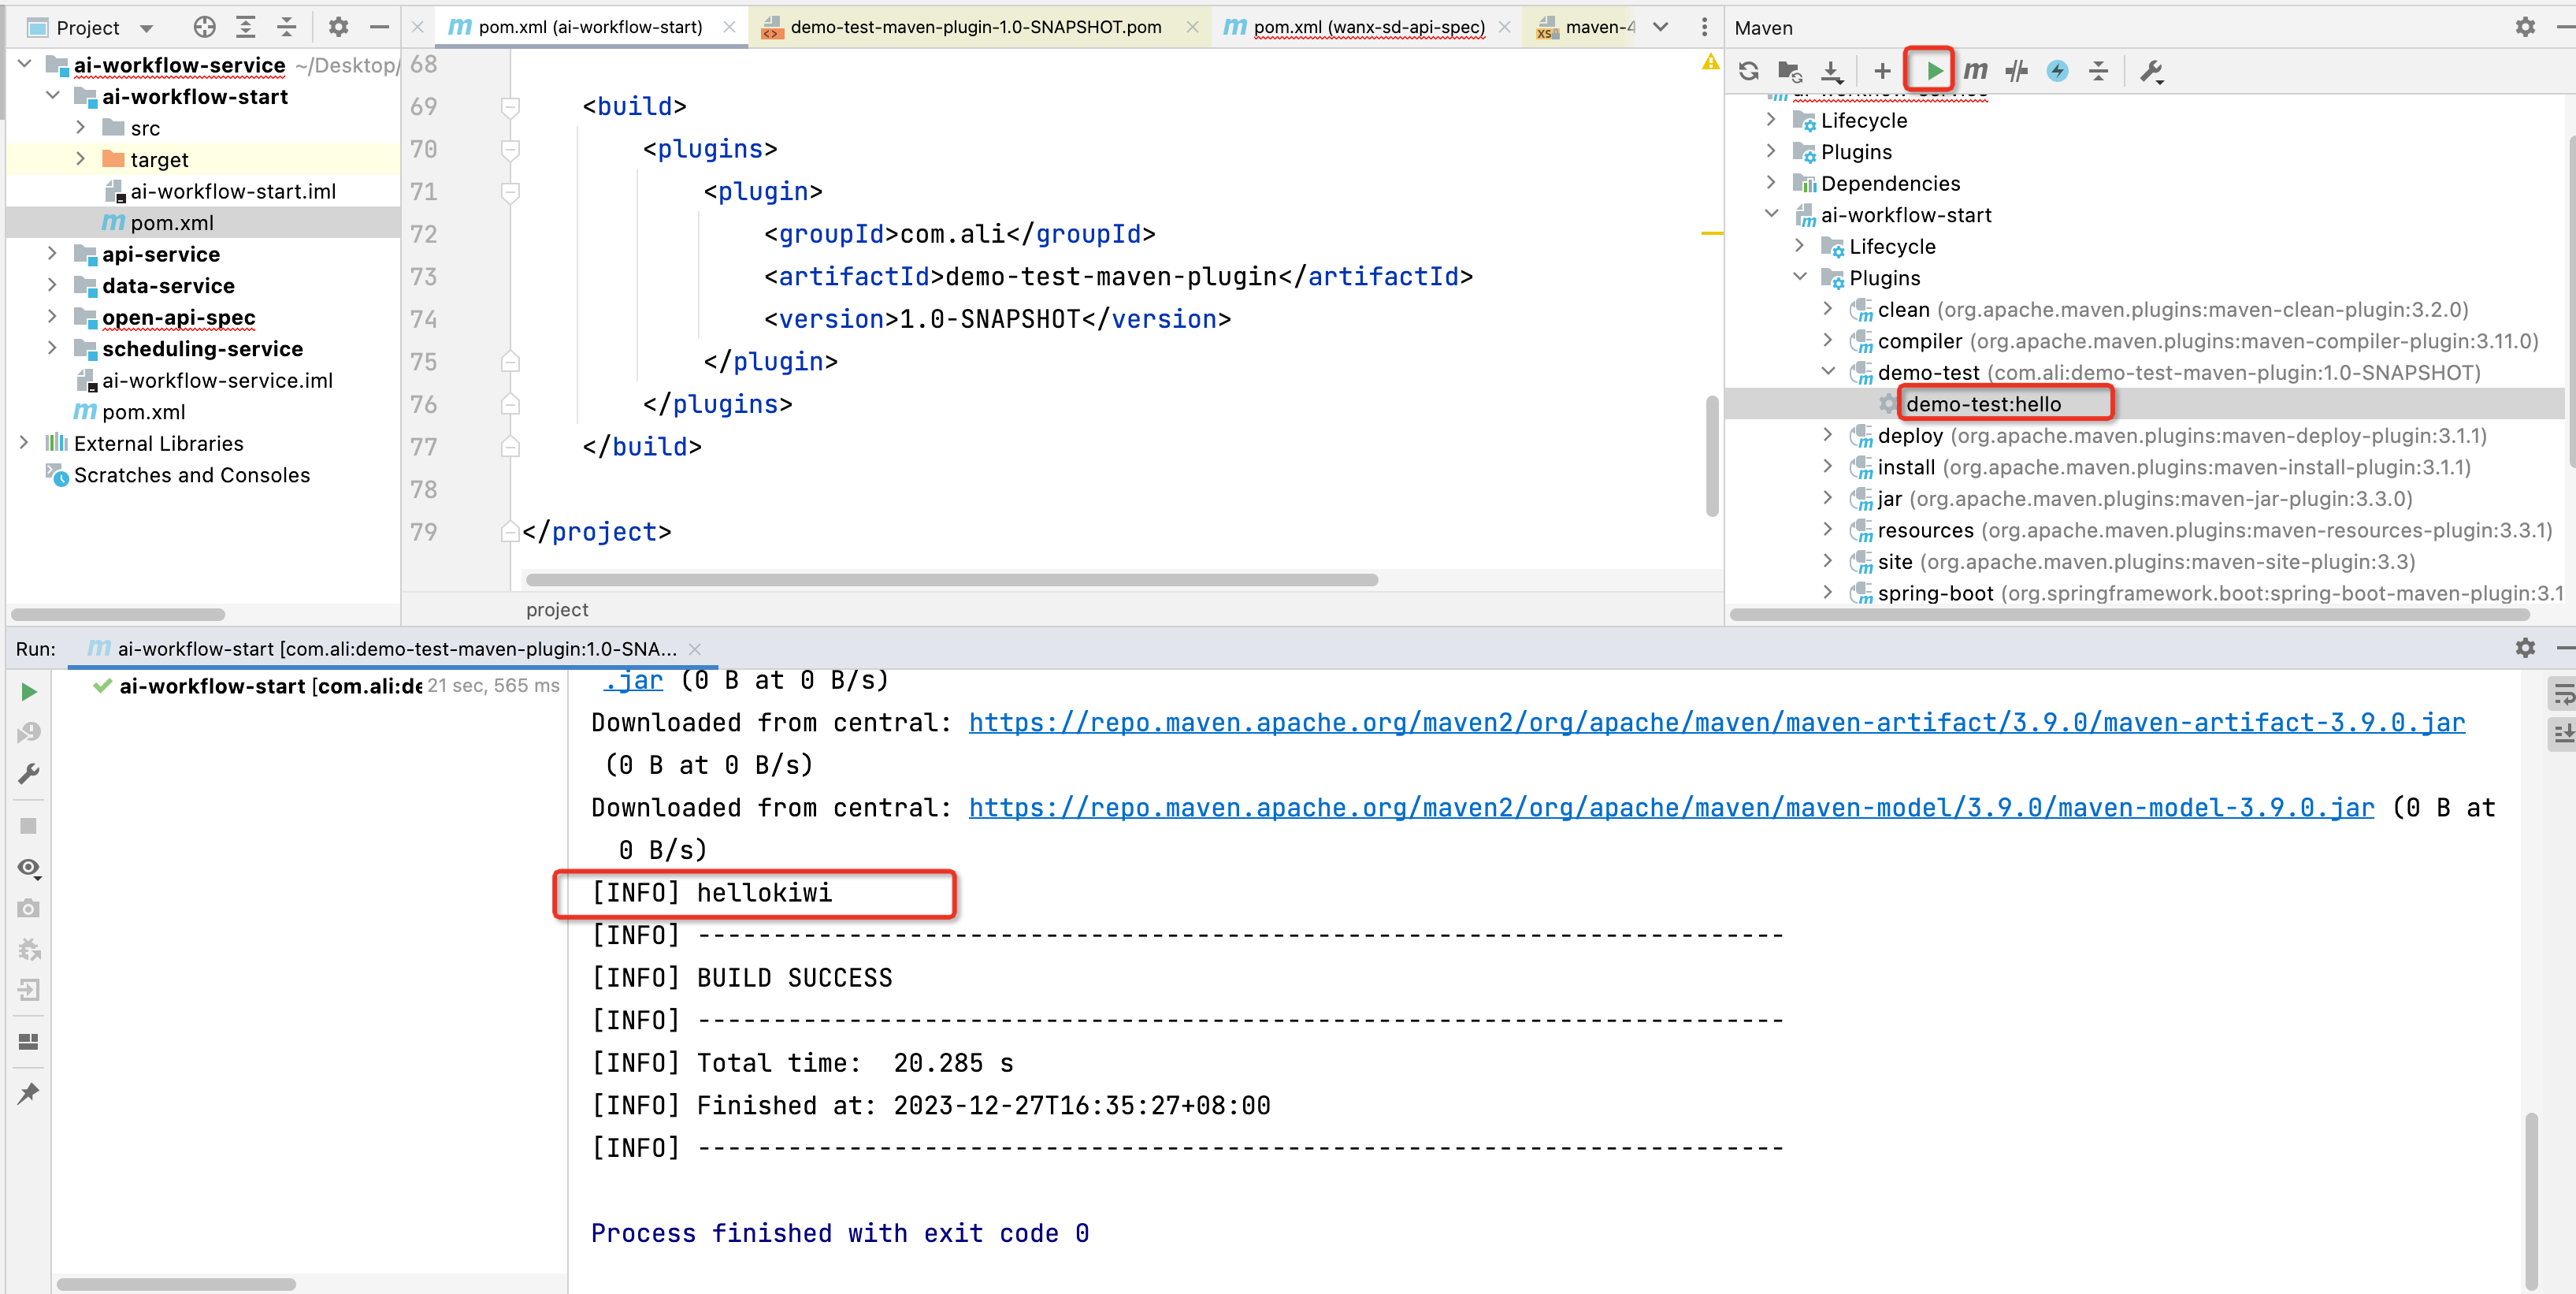 Project
pom.xml (ai-workflow-start)
demo-test-maven-plugin-1.0-SNAPSHOT.pom
pom.xml (wanx-sd-api-spec)
maven-4
Maven
ai-workflow-service ~/Desktop/
ai-workflow-start
src
target
ai-workflow-start.iml
pom.xml
api-service
data-service
open-api-spec
scheduling-service
ai-workflow-service.iml
pom.xml
External Libraries
Scratches and Consoles
68
69 <build>
70 <plugins>
71 <plugin>
72 <groupId>com.ali</groupId>
73 <artifactId>demo-test-maven-plugin</artifactId>
74 <version>1.0-SNAPSHOT</version>
75 </plugin>
76 </plugins>
77 </build>
78
79 </project>
project
ai-workflow-service
Lifecycle
Plugins
Dependencies
ai-workflow-start
Lifecycle
Plugins
clean (org.apache.maven.plugins:maven-clean-plugin:3.2.0)
compiler (org.apache.maven.plugins:maven-compiler-plugin:3.11.0)
demo-test (com.ali:demo-test-maven-plugin:1.0-SNAPSHOT)
demo-test:hello
deploy (org.apache.maven.plugins:maven-deploy-plugin:3.1.1)
install (org.apache.maven.plugins:maven-install-plugin:3.1.1)
jar (org.apache.maven.plugins:maven-jar-plugin:3.3.0)
resources (org.apache.maven.plugins:maven-resources-plugin:3.3.1)
site (org.apache.maven.plugins:maven-site-plugin:3.3)
spring-boot (org.springframework.boot:spring-boot-maven-plugin:3.1
Run: ai-workflow-start [com.ali:demo-test-maven-plugin:1.0-SNA...
ai-workflow-start [com.ali:de 21 sec, 565 ms
.jar (0 B at 0 B/s)
Downloaded from central: https://repo.maven.apache.org/maven2/org/apache/maven/maven-artifact/3.9.0/maven-artifact-3.9.0.jar
(0 B at 0 B/s)
Downloaded from central: https://repo.maven.apache.org/maven2/org/apache/maven/maven-model/3.9.0/maven-model-3.9.0.jar (0 B at
0 B/s)
[INFO] hellokiwi
[INFO] ------------------------------------------------------------------------
[INFO] BUILD SUCCESS
[INFO] ------------------------------------------------------------------------
[INFO] Total time:  20.285 s
[INFO] Finished at: 2023-12-27T16:35:27+08:00
[INFO] ------------------------------------------------------------------------
Process finished with exit code 0